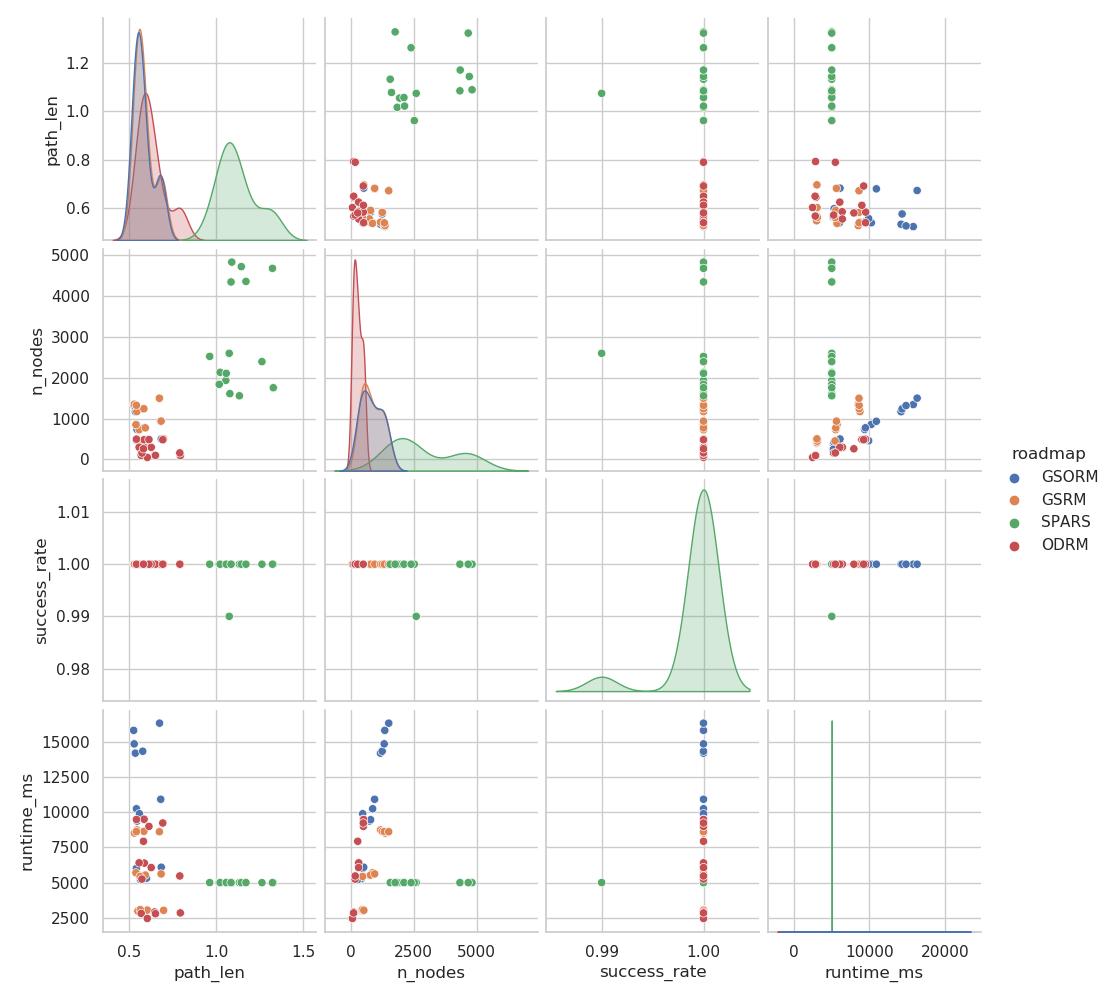 path_len
1.2
1.0
0.8
0.6
n_nodes
5000
4000
3000
2000
1000
0
success_rate
1.01
1.00
0.99
0.98
runtime_ms
15000
12500
10000
7500
5000
2500
0.5 1.0 1.5
path_len
0 2500 5000
n_nodes
0.99 1.00
success_rate
0 10000 20000
runtime_ms
roadmap
GSORM
GSRM
SPARS
ODRM